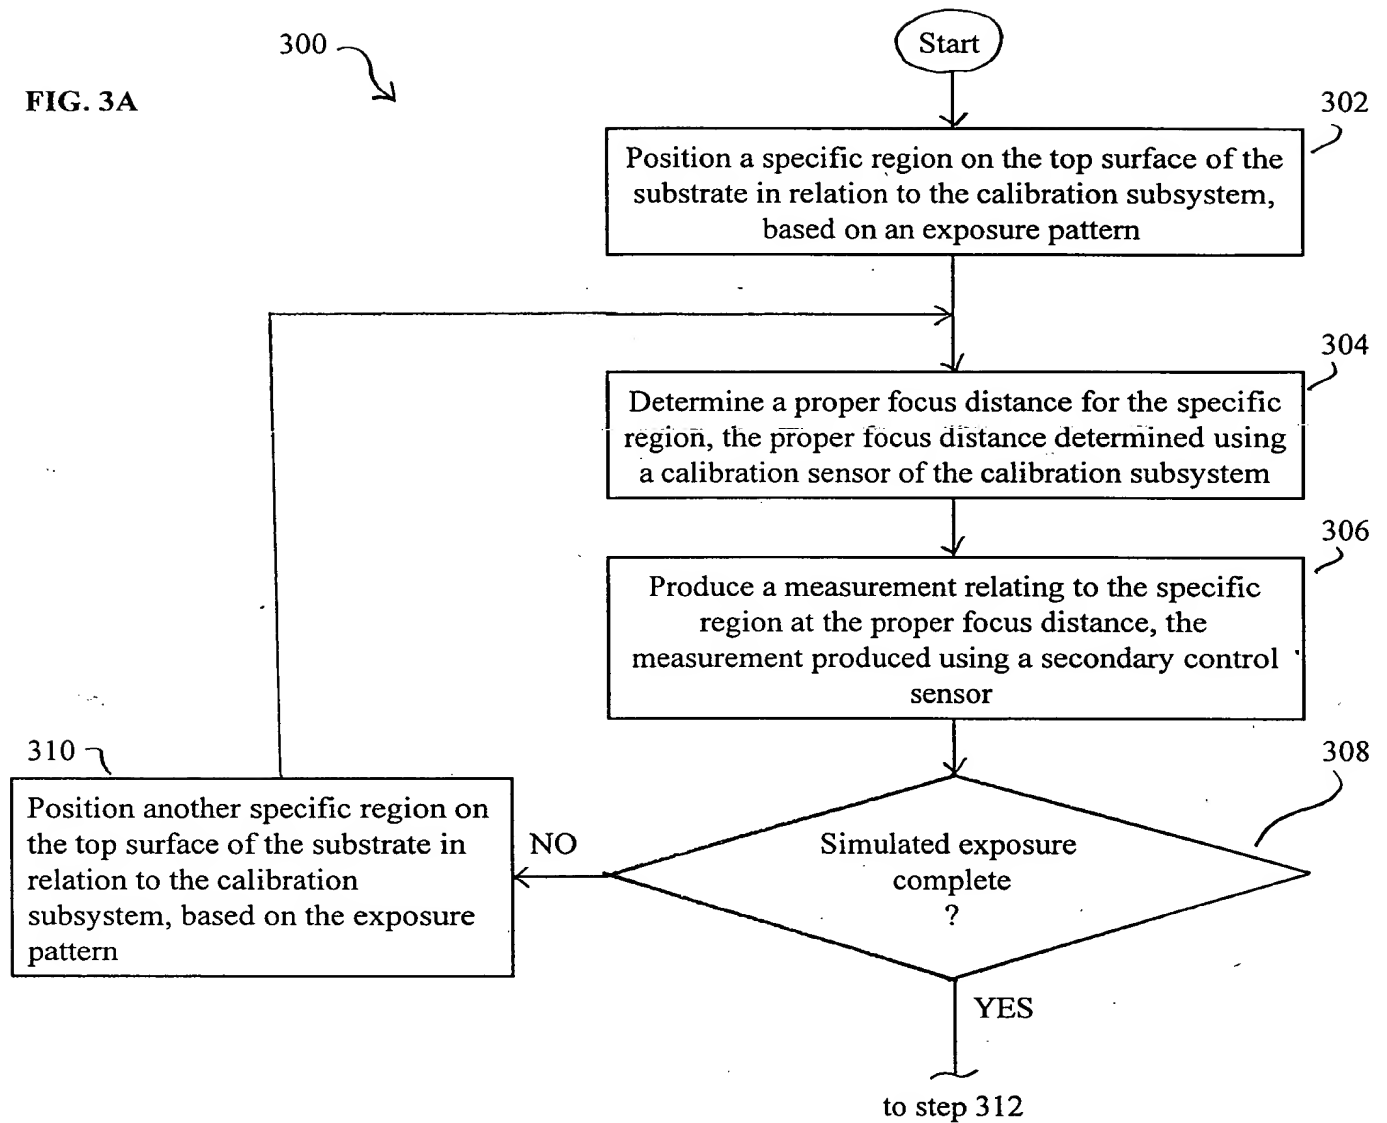 300
FIG. 3A
Start
302
Position a specific region on the top surface of the
substrate in relation to the calibration subsystem,
based on an exposure pattern
304
Determine a proper focus distance for the specific
region, the proper focus distance determined using
a calibration sensor of the calibration subsystem
306
Produce a measurement relating to the specific
region at the proper focus distance, the
measurement produced using a secondary control
sensor
308
Simulated exposure
complete
?
NO
310
Position another specific region on
the top surface of the substrate in
relation to the calibration
subsystem, based on the exposure
pattern
YES
to step 312